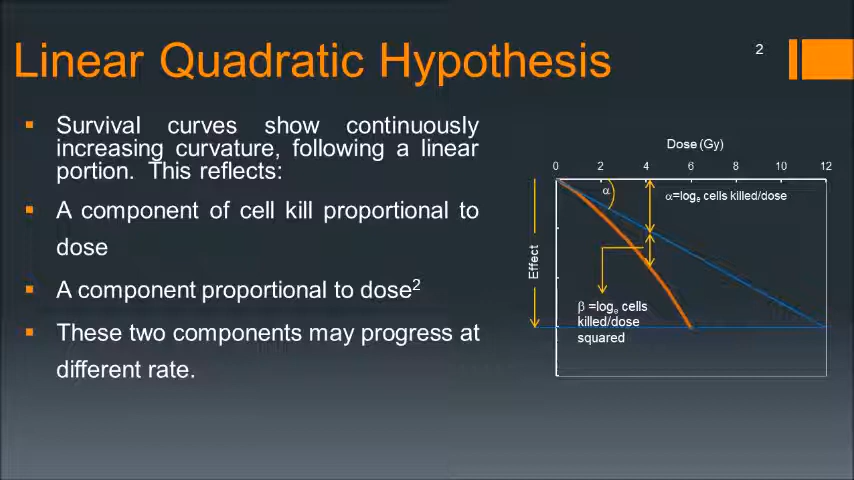 Linear Quadratic Hypothesis
2
Survival curves show continuously
increasing curvature, following a linear
portion. This reflects:
A component of cell kill proportional to
dose
A component proportional to dose²
These two components may progress at
different rate.
Dose (Gy)
0 2 4 6 8 10 12
α
α=logₑ cells killed/dose
Effect
β =logₑ cells
killed/dose
squared